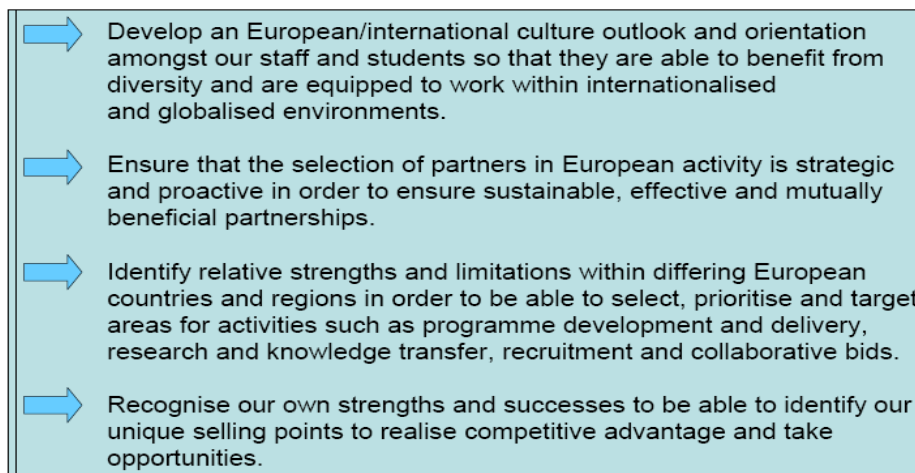 Develop an European/international culture outlook and orientation
amongst our staff and students so that they are able to benefit from
diversity and are equipped to work within internationalised
and globalised environments.
Ensure that the selection of partners in European activity is strategic
and proactive in order to ensure sustainable, effective and mutually
beneficial partnerships.
Identify relative strengths and limitations within differing European
countries and regions in order to be able to select, prioritise and target
areas for activities such as programme development and delivery,
research and knowledge transfer, recruitment and collaborative bids.
Recognise our own strengths and successes to be able to identify our
unique selling points to realise competitive advantage and take
opportunities.